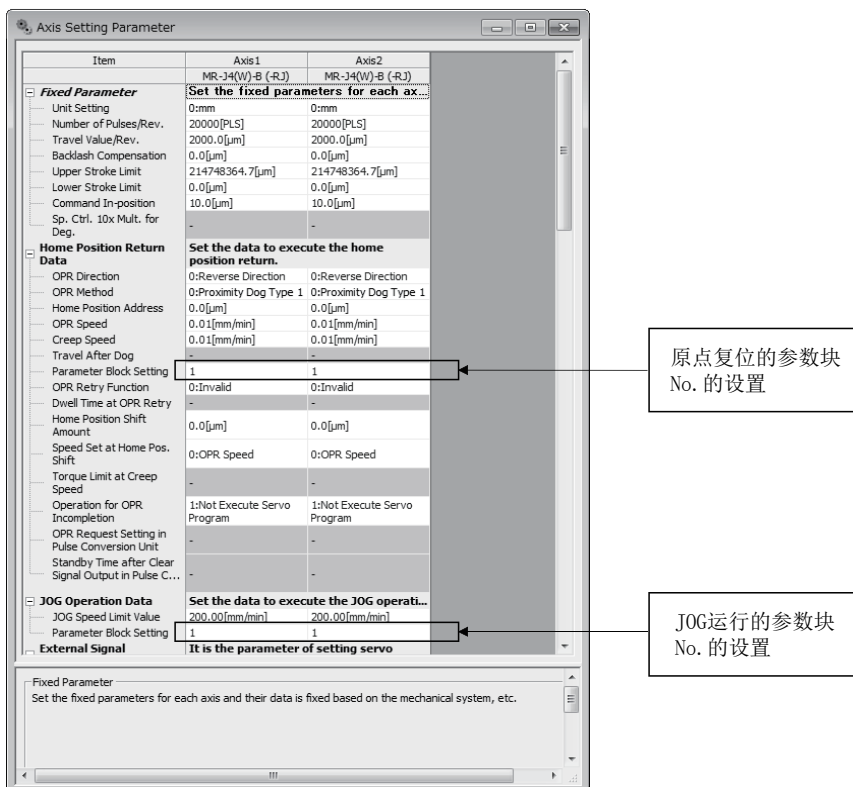 Axis Setting Parameter
Item Axis1 Axis2
MR-J4(W)-B (-RJ) MR-J4(W)-B (-RJ)
Fixed Parameter Set the fixed parameters for each ax...
Unit Setting 0:mm 0:mm
Number of Pulses/Rev. 20000[PLS] 20000[PLS]
Travel Value/Rev. 2000.0[μm] 2000.0[μm]
Backlash Compensation 0.0[μm] 0.0[μm]
Upper Stroke Limit 214748364.7[μm] 214748364.7[μm]
Lower Stroke Limit 0.0[μm] 0.0[μm]
Command In-position 10.0[μm] 10.0[μm]
Sp. Ctrl. 10x Mult. for
Deg. - -
Home Position Return Set the data to execute the home
Data position return.
OPR Direction 0:Reverse Direction 0:Reverse Direction
OPR Method 0:Proximity Dog Type 1 0:Proximity Dog Type 1
Home Position Address 0.0[μm] 0.0[μm]
OPR Speed 0.01[mm/min] 0.01[mm/min]
Creep Speed 0.01[mm/min] 0.01[mm/min]
Travel After Dog - -
Parameter Block Setting 1 1
原点复位的参数块
No.的设置
OPR Retry Function 0:Invalid 0:Invalid
Dwell Time at OPR Retry - -
Home Position Shift
Amount 0.0[μm] 0.0[μm]
Speed Set at Home Pos.
Shift 0:OPR Speed 0:OPR Speed
Torque Limit at Creep
Speed - -
Operation for OPR 1:Not Execute Servo 1:Not Execute Servo
Incompletion Program Program
OPR Request Setting in
Pulse Conversion Unit - -
Standby Time after Clear
Signal Output in Pulse C... - -
JOG Operation Data Set the data to execute the JOG operati...
JOG Speed Limit Value 200.00[mm/min] 200.00[mm/min]
Parameter Block Setting 1 1
JOG运行的参数块
No.的设置
External Signal It is the parameter of setting servo
Fixed Parameter
Set the fixed parameters for each axis and their data is fixed based on the mechanical system, etc.